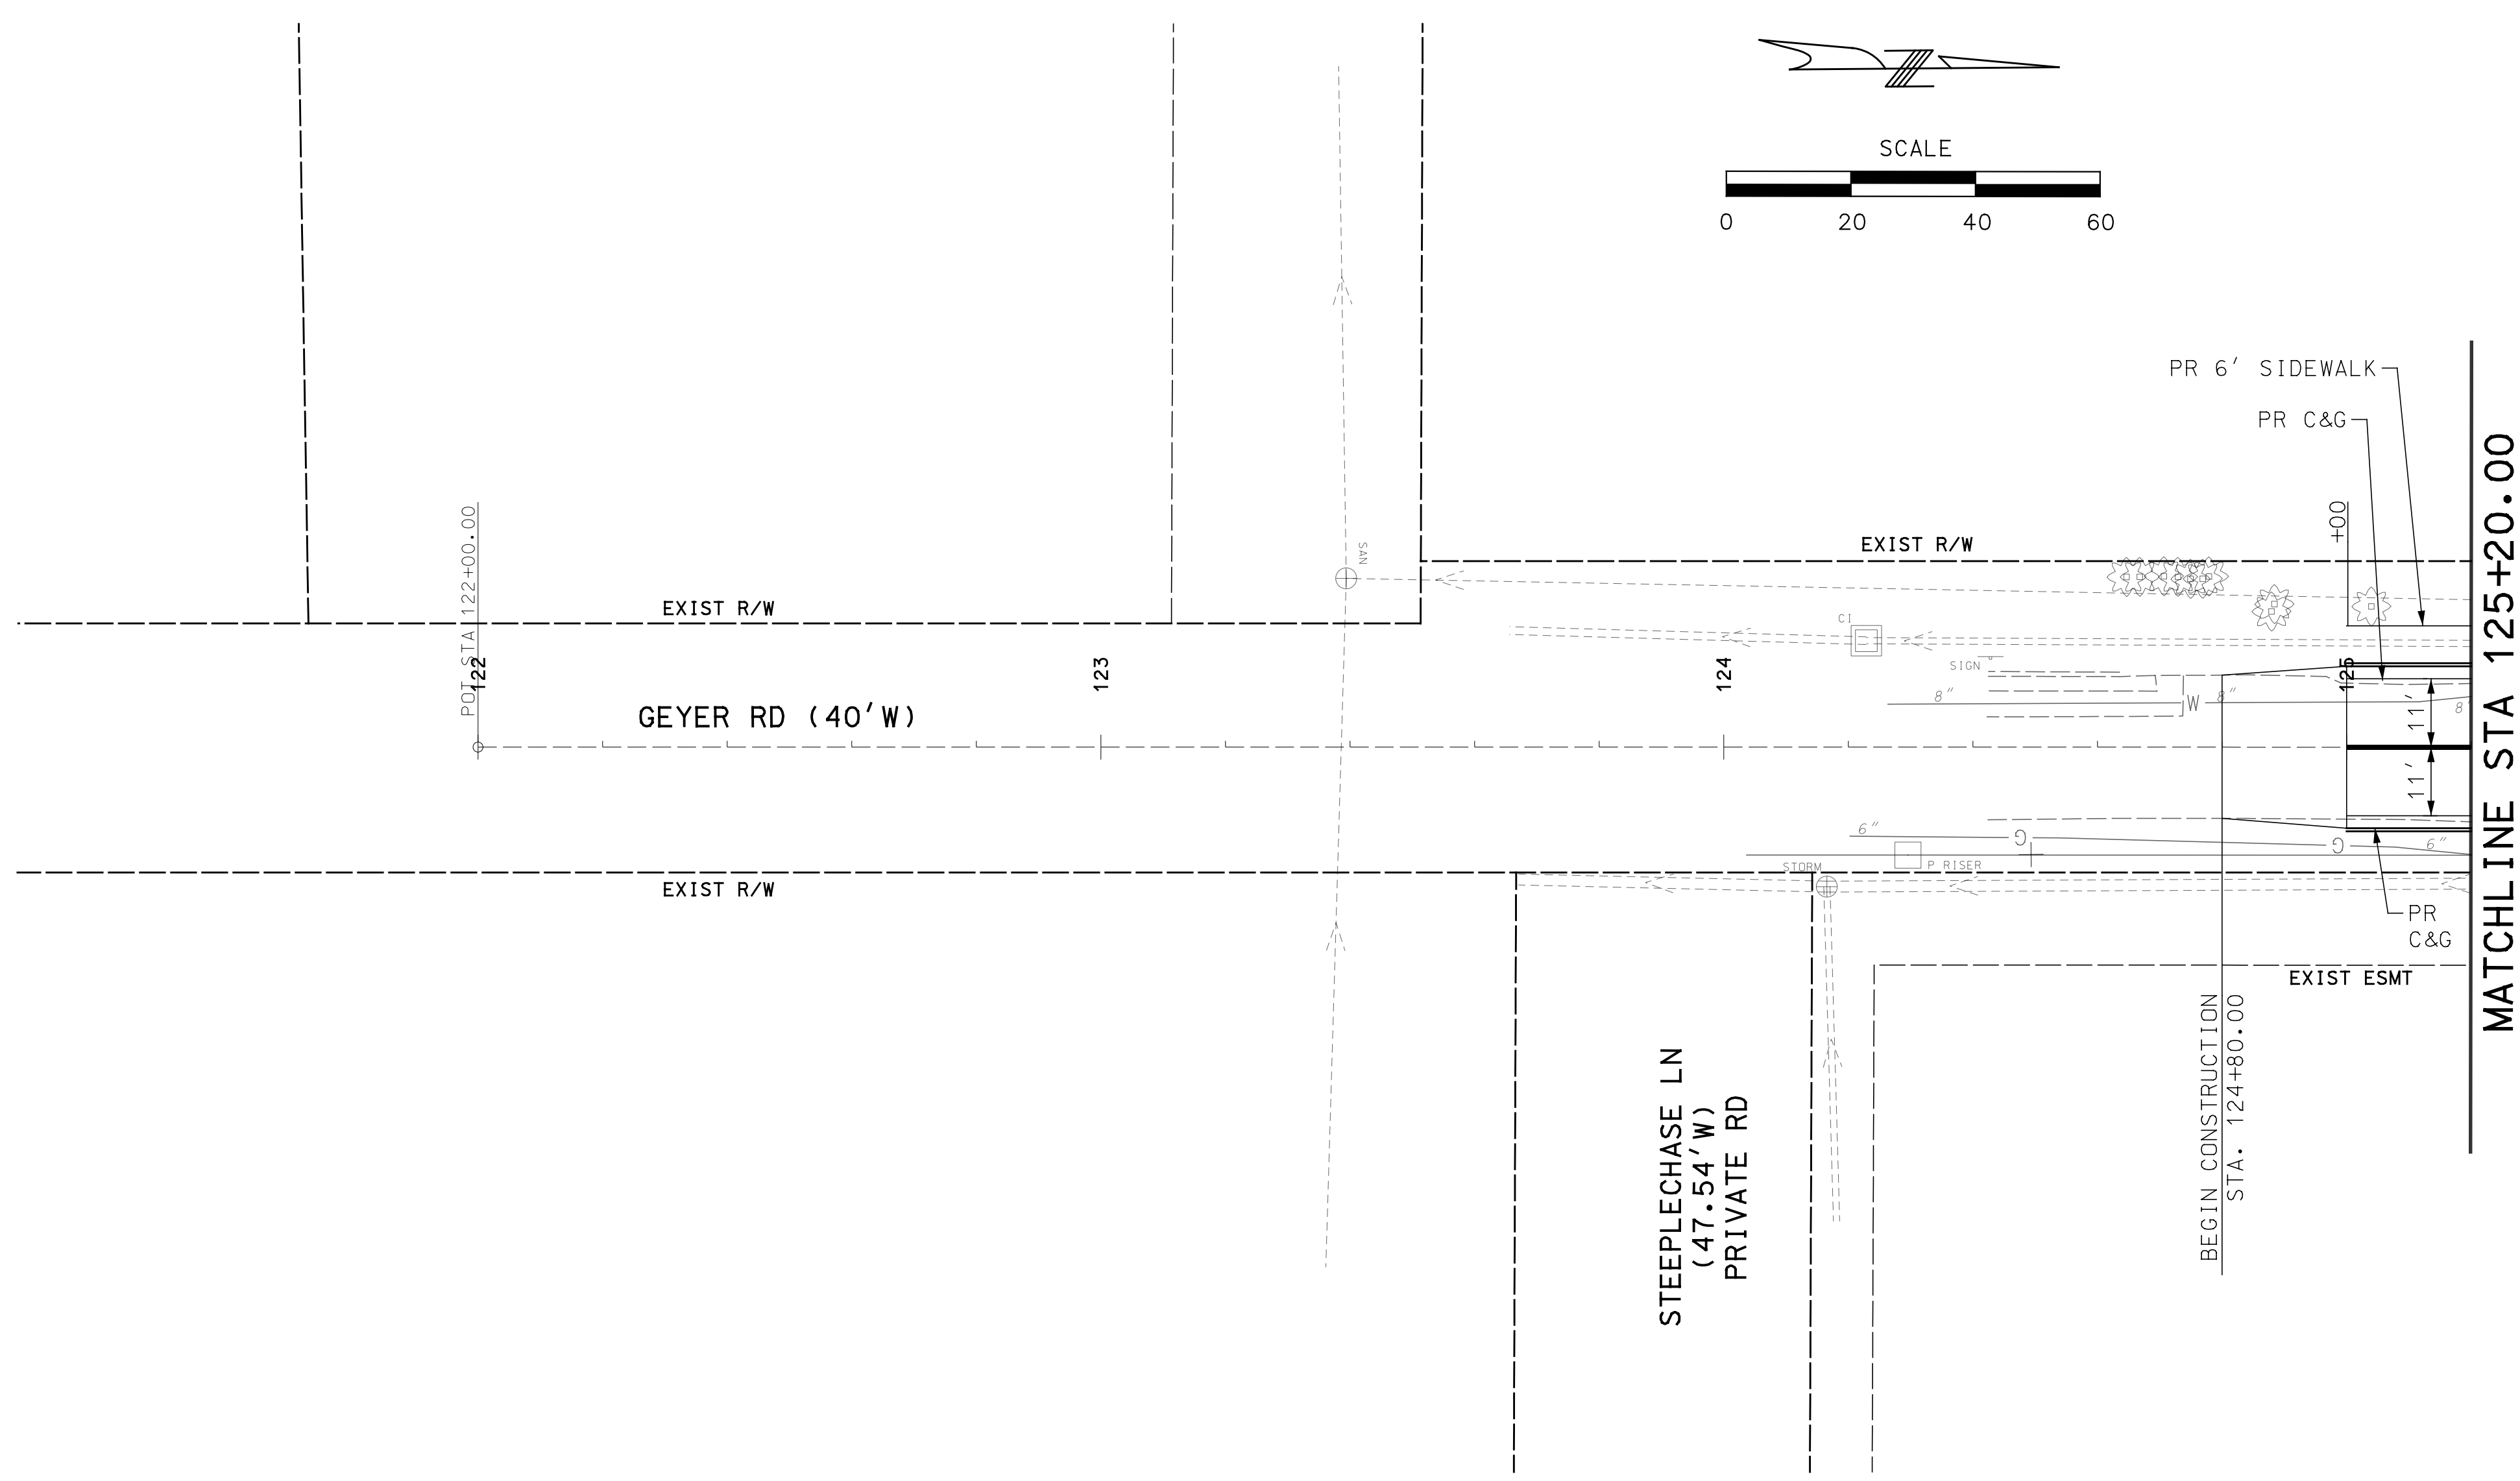 SCALE
0 20 40 60
PR 6' SIDEWALK
PR C&G
MATCHLINE STA 125+20.00
+00
POT STA 122+00.00
SAN
EXIST R/W
EXIST R/W
CI
SIGN
122
123
124
125
8"
W
8"
8"
11'
GEYER RD (40'W)
11'
6"
G
G
6"
STORM
P RISER
EXIST R/W
PR
C&G
EXIST ESMT
BEGIN CONSTRUCTION
STA. 124+80.00
STEEPLECHASE LN
(47.54'W)
PRIVATE RD